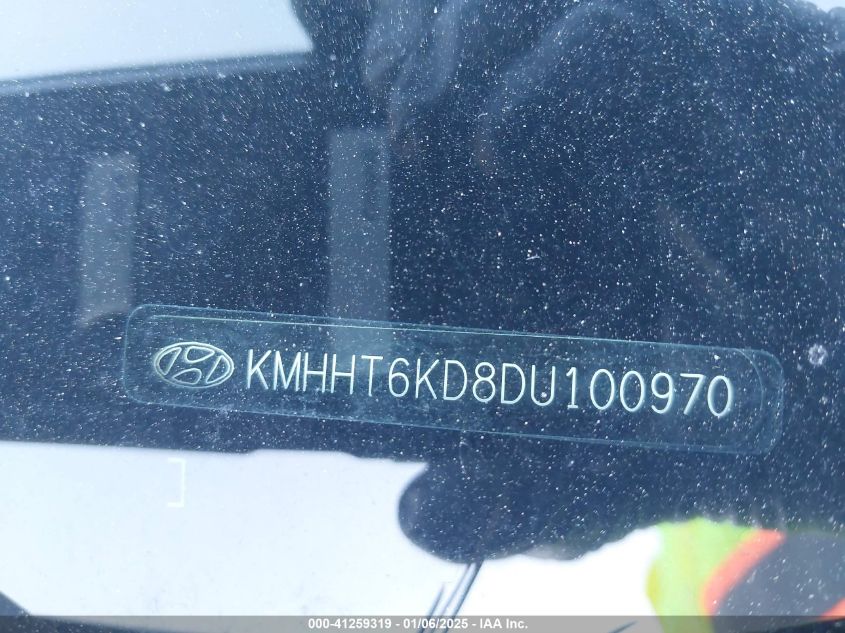 KMHHT6KD8DU100970
000-41259319 - 01/06/2025 - IAA Inc.